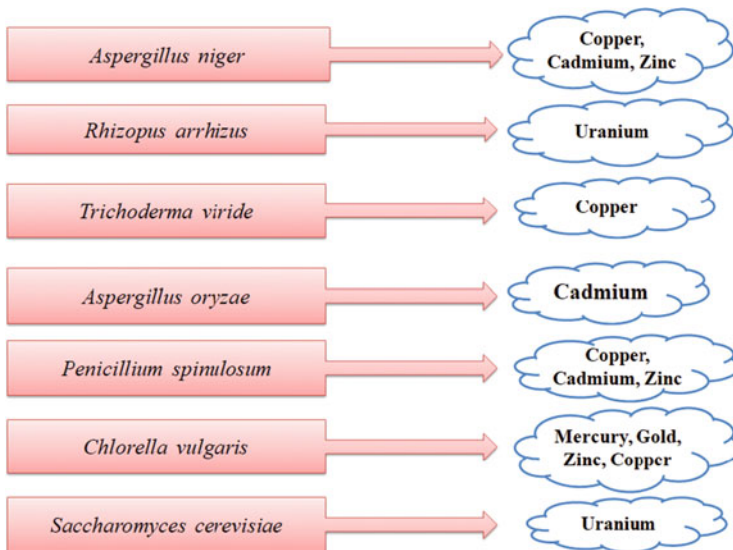 Aspergillus niger
Copper,
Cadmium, Zinc
Rhizopus arrhizus
Uranium
Trichoderma viride
Copper
Aspergillus oryzae
Cadmium
Penicillium spinulosum
Copper,
Cadmium, Zinc
Chlorella vulgaris
Mercury, Gold,
Zinc, Copper
Saccharomyces cerevisiae
Uranium